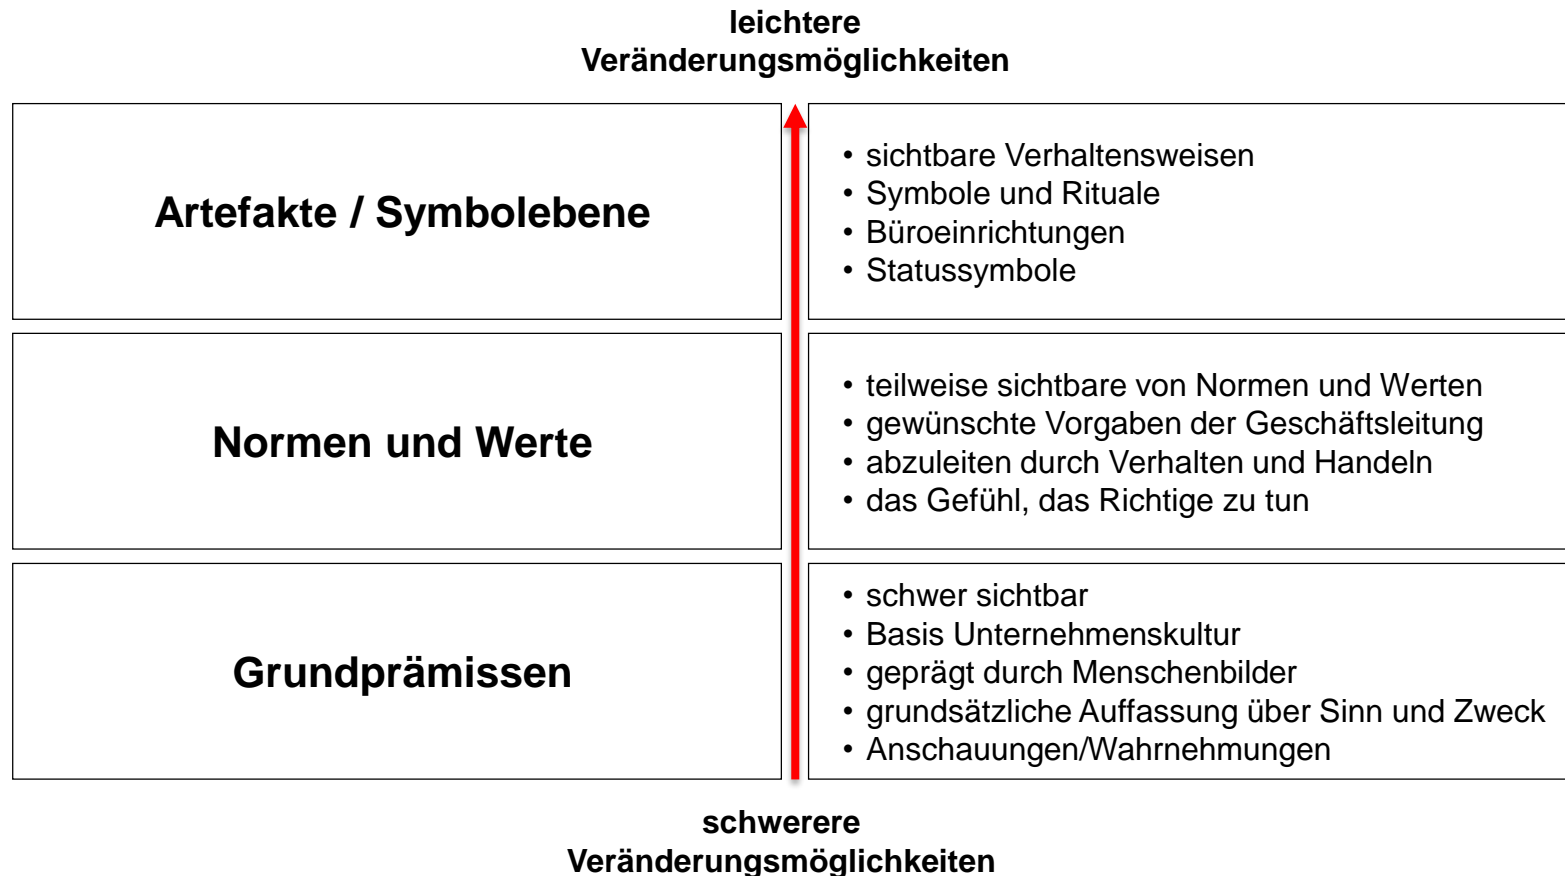 leichtere
Veränderungsmöglichkeiten
Artefakte / Symbolebene
• sichtbare Verhaltensweisen
• Symbole und Rituale
• Büroeinrichtungen
• Statussymbole
Normen und Werte
• teilweise sichtbare von Normen und Werten
• gewünschte Vorgaben der Geschäftsleitung
• abzuleiten durch Verhalten und Handeln
• das Gefühl, das Richtige zu tun
Grundprämissen
• schwer sichtbar
• Basis Unternehmenskultur
• geprägt durch Menschenbilder
• grundsätzliche Auffassung über Sinn und Zweck
• Anschauungen/Wahrnehmungen
schwerere
Veränderungsmöglichkeiten